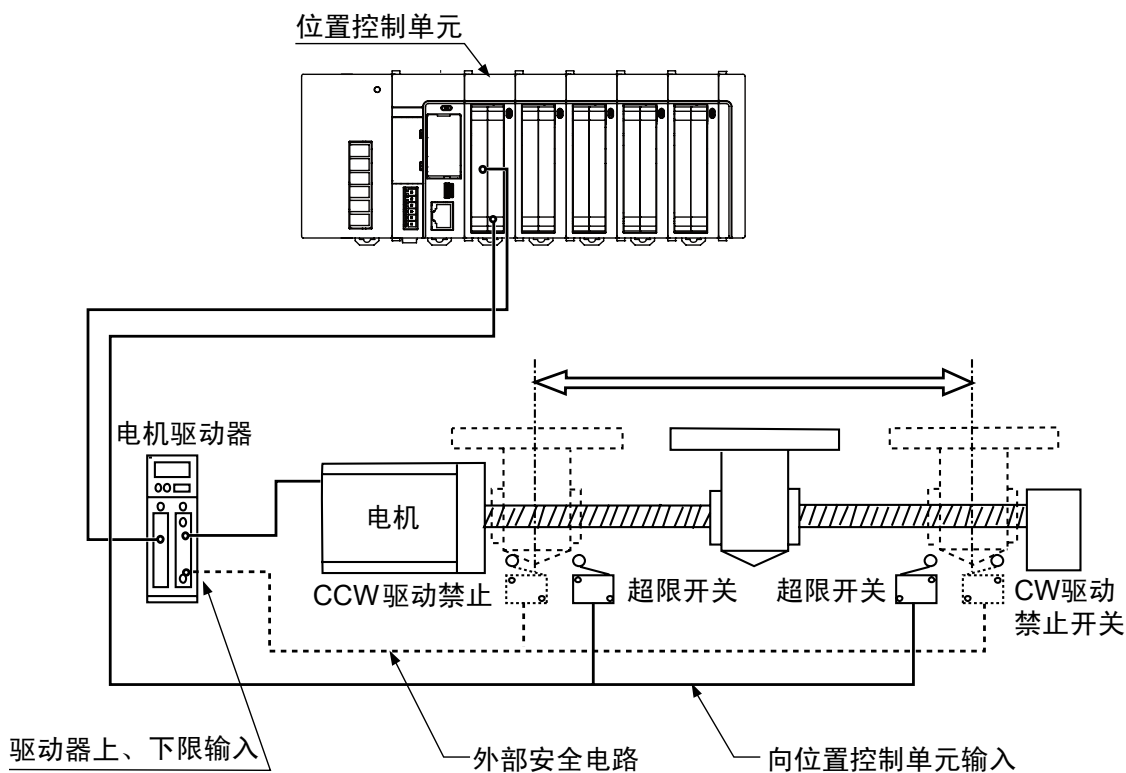 位置控制单元
电机驱动器
电机
CCW驱动禁止
超限开关
超限开关
CW驱动
禁止开关
驱动器上、下限输入
外部安全电路
向位置控制单元输入